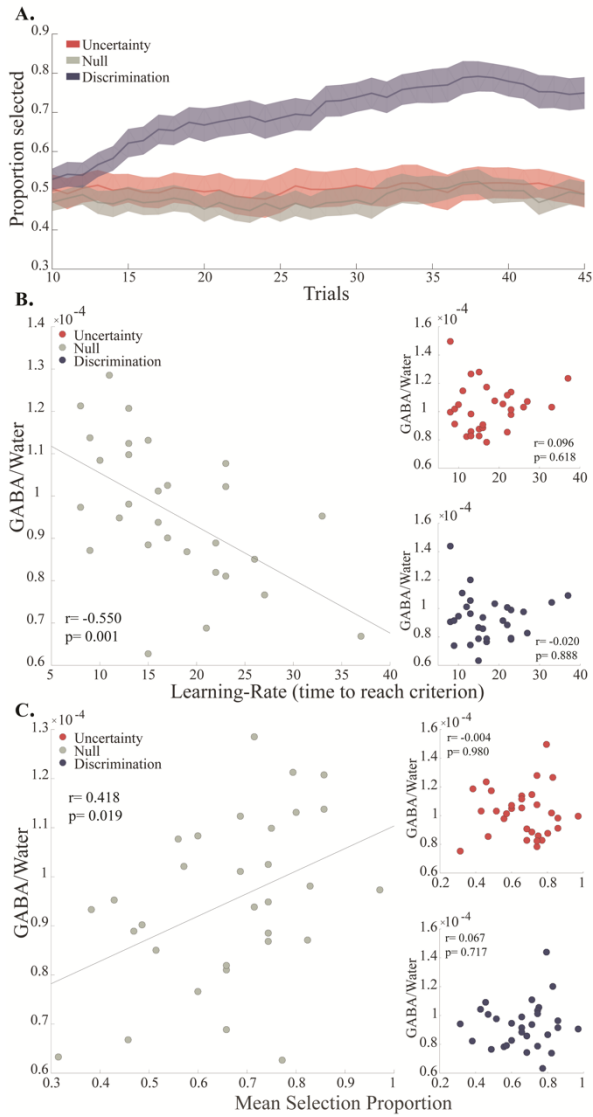 A.
Uncertainty
Null
Discrimination
Proportion selected
0.9
0.8
0.7
0.6
0.5
0.4
0.3
10 15 20 25 30 35 40 45
Trials
B.
×10⁻⁴
Uncertainty
Null
Discrimination
GABA/Water
1.4
1.3
1.2
1.1
1
0.9
0.8
0.7
0.6
r= -0.550
p= 0.001
5 10 15 20 25 30 35 40
Learning-Rate (time to reach criterion)
×10⁻⁴
GABA/Water
1.6
1.4
1.2
1
0.8
0.6
r= 0.096
p= 0.618
10 20 30 40
×10⁻⁴
GABA/Water
1.6
1.4
1.2
1
0.8
0.6
r= -0.020
p= 0.888
10 20 30 40
C.
×10⁻⁴
Uncertainty
Null
Discrimination
r= 0.418
p= 0.019
GABA/Water
1.3
1.2
1.1
1
0.9
0.8
0.7
0.6
0.3 0.4 0.5 0.6 0.7 0.8 0.9 1
Mean Selection Proportion
×10⁻⁴
r= -0.004
p= 0.980
GABA/Water
1.6
1.4
1.2
1
0.8
0.6
0.2 0.4 0.6 0.8 1
×10⁻⁴
r= 0.067
p= 0.717
GABA/Water
1.6
1.4
1.2
1
0.8
0.6
0.2 0.4 0.6 0.8 1